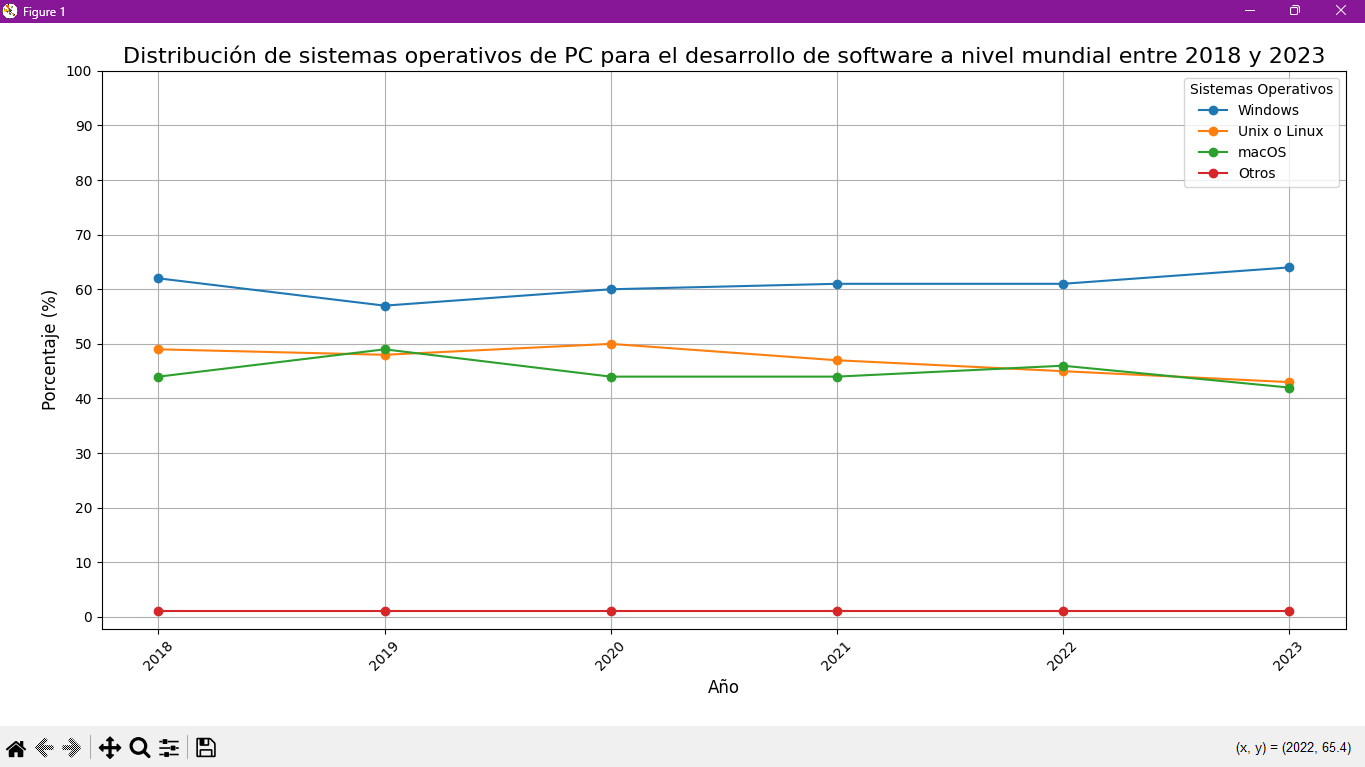 Figure 1
Distribución de sistemas operativos de PC para el desarrollo de software a nivel mundial entre 2018 y 2023
Sistemas Operativos
Windows
Unix o Linux
macOS
Otros
Porcentaje (%)
100
90
80
70
60
50
40
30
20
10
0
2018
2019
2020
2021
2022
2023
Año
(x, y) = (2022, 65.4)